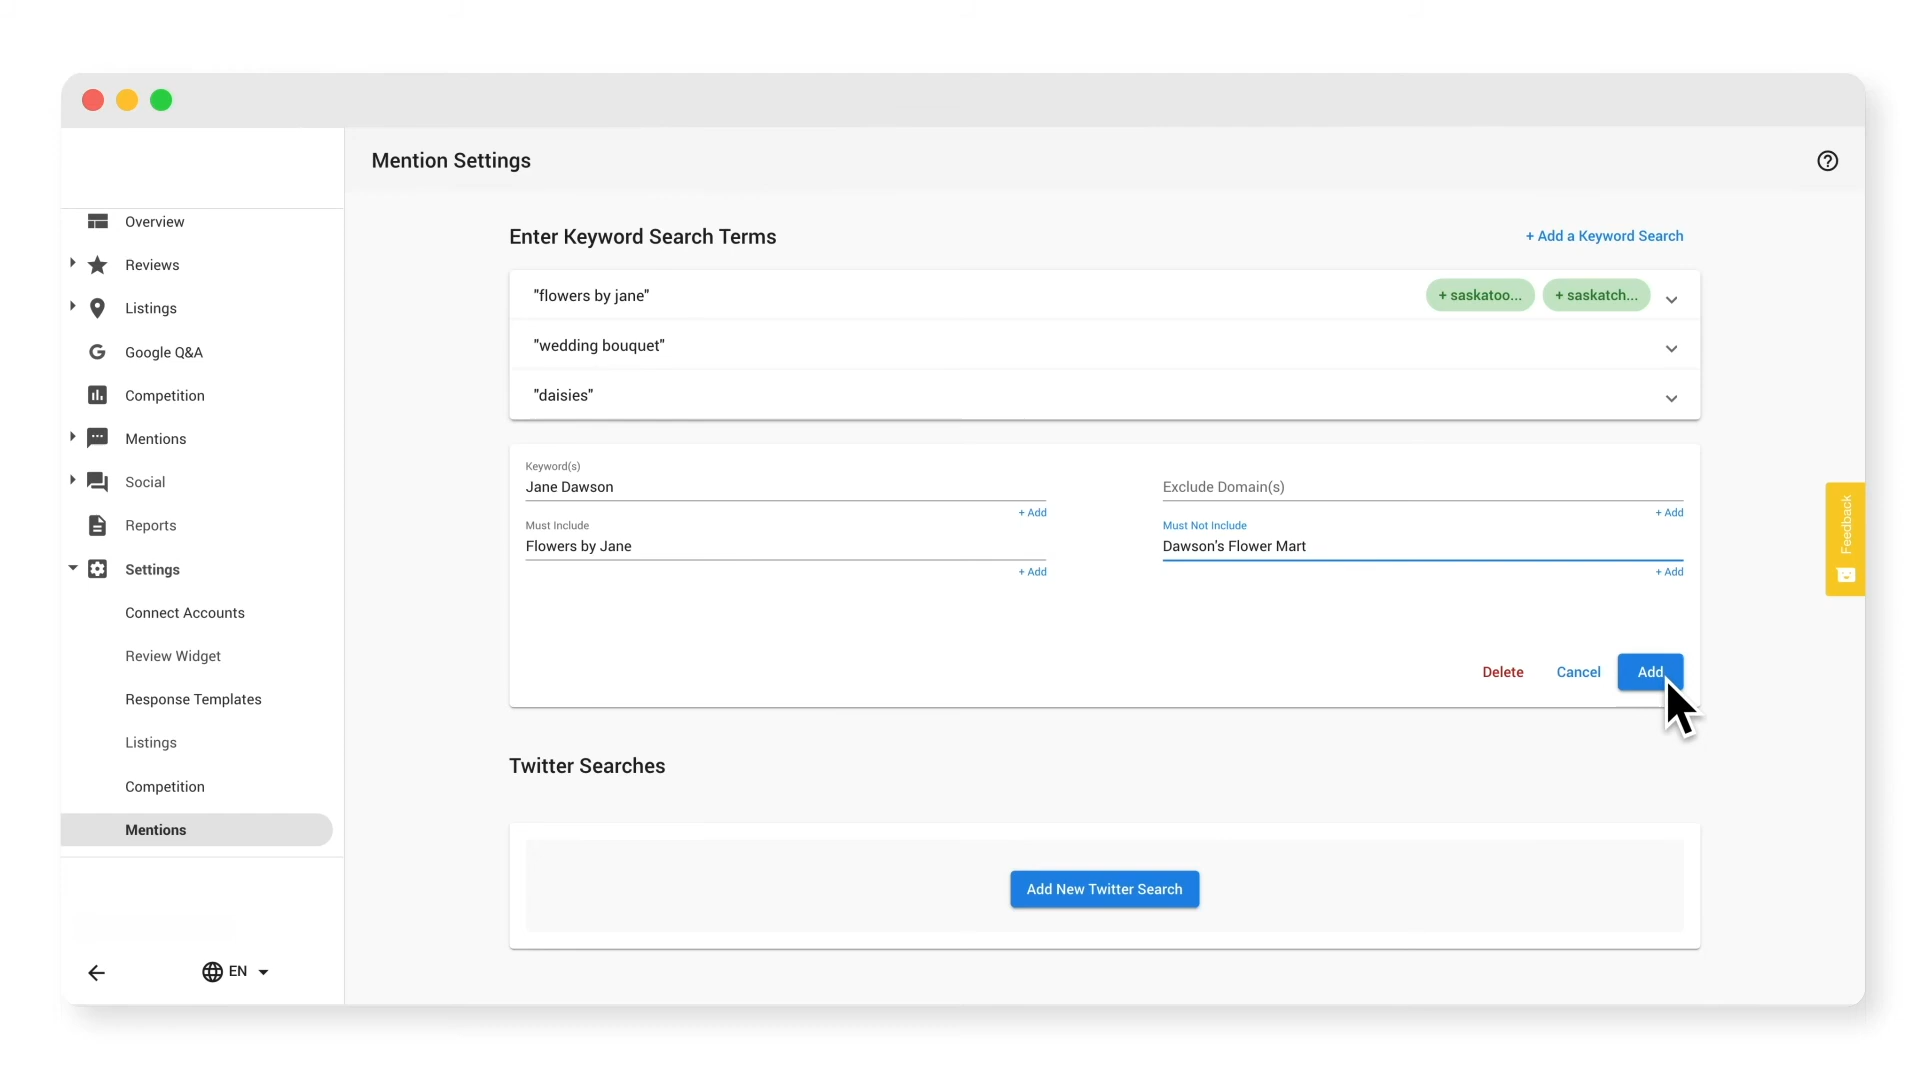 Mention Settings
Overview
Reviews
Listings
Google Q&A
Competition
Mentions
Social
Reports
Settings
Connect Accounts
Review Widget
Response Templates
Listings
Competition
Mentions
EN
Enter Keyword Search Terms
+ Add a Keyword Search
"flowers by jane"
+ saskatoo...
+ saskatch...
"wedding bouquet"
"daisies"
Keyword(s)
Jane Dawson
+ Add
Exclude Domain(s)
+ Add
Must Include
Flowers by Jane
+ Add
Must Not Include
Dawson's Flower Mart
+ Add
Delete
Cancel
Add
Twitter Searches
Add New Twitter Search
Feedback